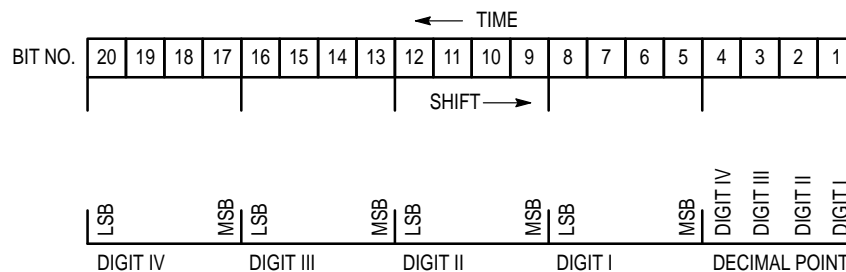 TIME
BIT NO. 20 19 18 17 16 15 14 13 12 11 10 9 8 7 6 5 4 3 2 1
SHIFT
LSB MSB LSB MSB LSB MSB LSB MSB DIGIT IV DIGIT III DIGIT II DIGIT I
DIGIT IV DIGIT III DIGIT II DIGIT I DECIMAL POINT